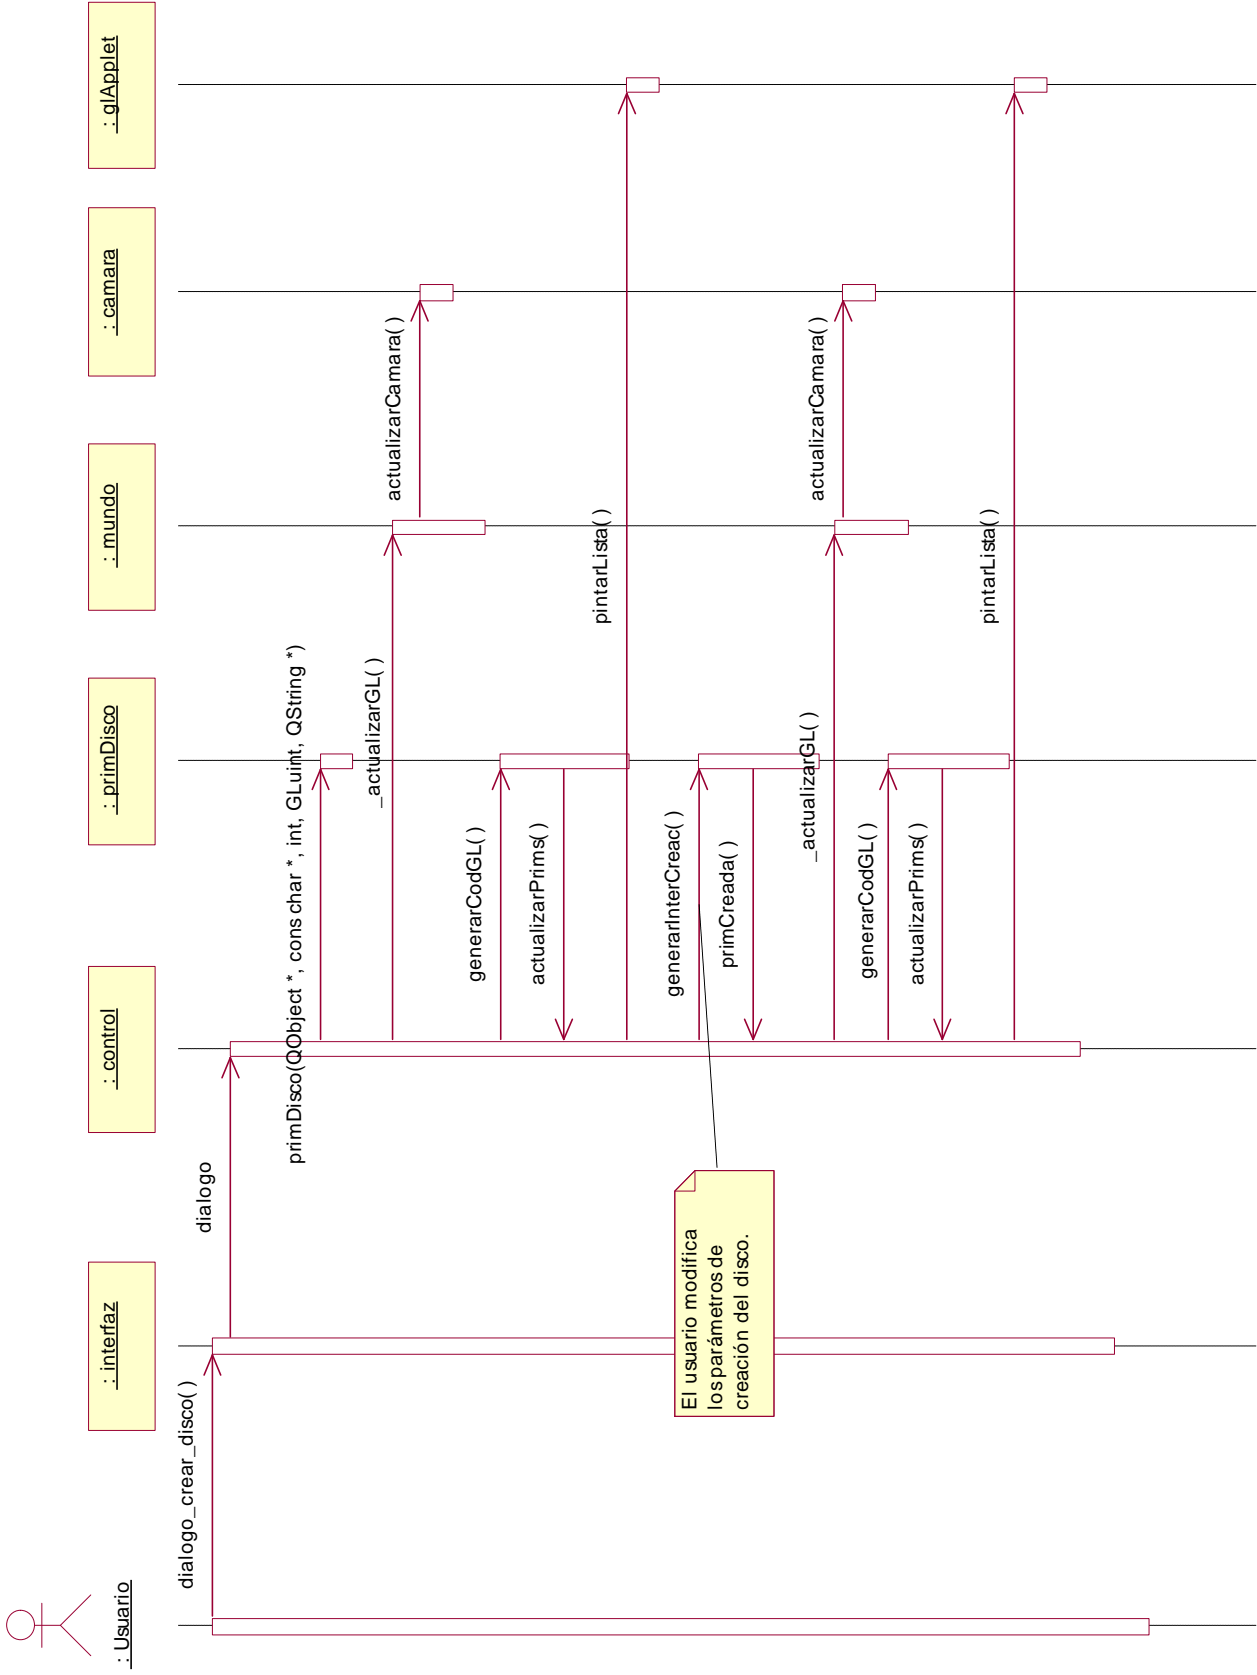 : Usuario
: interfaz
: control
: primDisco
: mundo
: camara
: glApplet
dialogo_crear_disco( )
dialogo
primDisco(QObject *, cons char *, int, GLuint, QString *)
_actualizarGL( )
actualizarCamara( )
generarCodGL( )
actualizarPrims( )
pintarLista( )
generarInterCreac( )
El usuario modifica
los parámetros de
creación del disco.
primCreada( )
_actualizarGL( )
actualizarCamara( )
generarCodGL( )
actualizarPrims( )
pintarLista( )